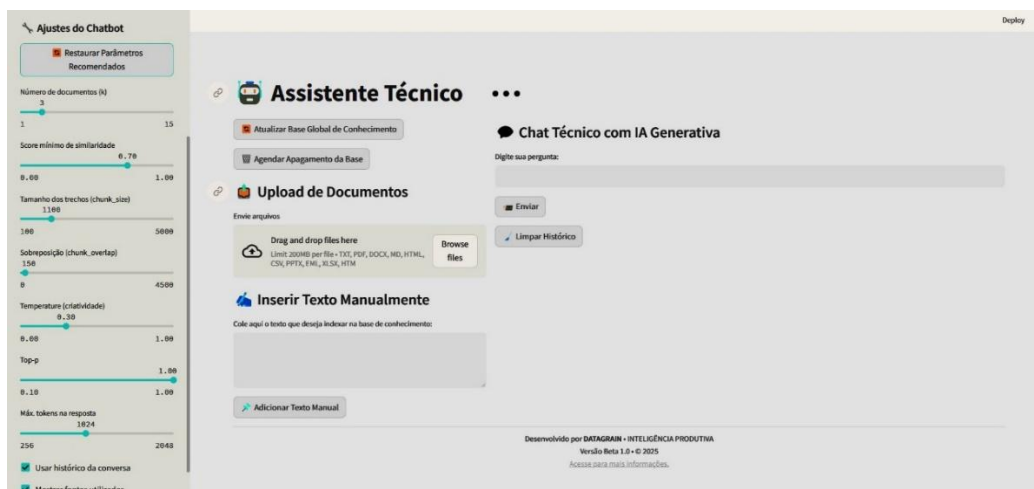 Deploy
Ajustes do Chatbot
Restaurar Parâmetros
Recomendados
Número de documentos (k)
3
1 15
Score mínimo de similaridade
0.70
0.00 1.00
Tamanho dos trechos (chunk_size)
1100
100 5000
Sobreposição (chunk_overlap)
150
0 4500
Temperature (criatividade)
0.30
0.00 1.00
Top-p
1.00
0.10 1.00
Máx. tokens na resposta
1024
256 2048
Usar histórico da conversa
Mostrar fontes utilizadas
Assistente Técnico
Atualizar Base Global de Conhecimento
Agendar Apagamento da Base
Upload de Documentos
Envie arquivos
Drag and drop files here
Limit 200MB per file • TXT, PDF, DOCX, MD, HTML,
CSV, PPTX, EML, XLSX, HTM
Browse
files
Inserir Texto Manualmente
Cole aqui o texto que deseja indexar na base de conhecimento:
Adicionar Texto Manual
Chat Técnico com IA Generativa
Digite sua pergunta:
Enviar
Limpar Histórico
Desenvolvido por DATAGRAIN • INTELIGÊNCIA PRODUTIVA
Versão Beta 1.0 • © 2025
Acesse para mais informações.